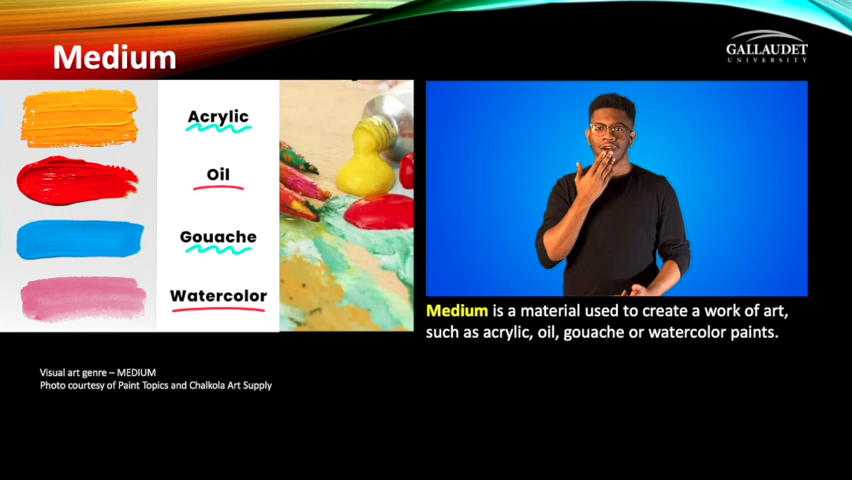 Medium
GALLAUDET
UNIVERSITY
Acrylic
Oil
Gouache
Watercolor
Medium is a material used to create a work of art,
such as acrylic, oil, gouache or watercolor paints.
Visual art genre – MEDIUM
Photo courtesy of Paint Topics and Chalkola Art Supply